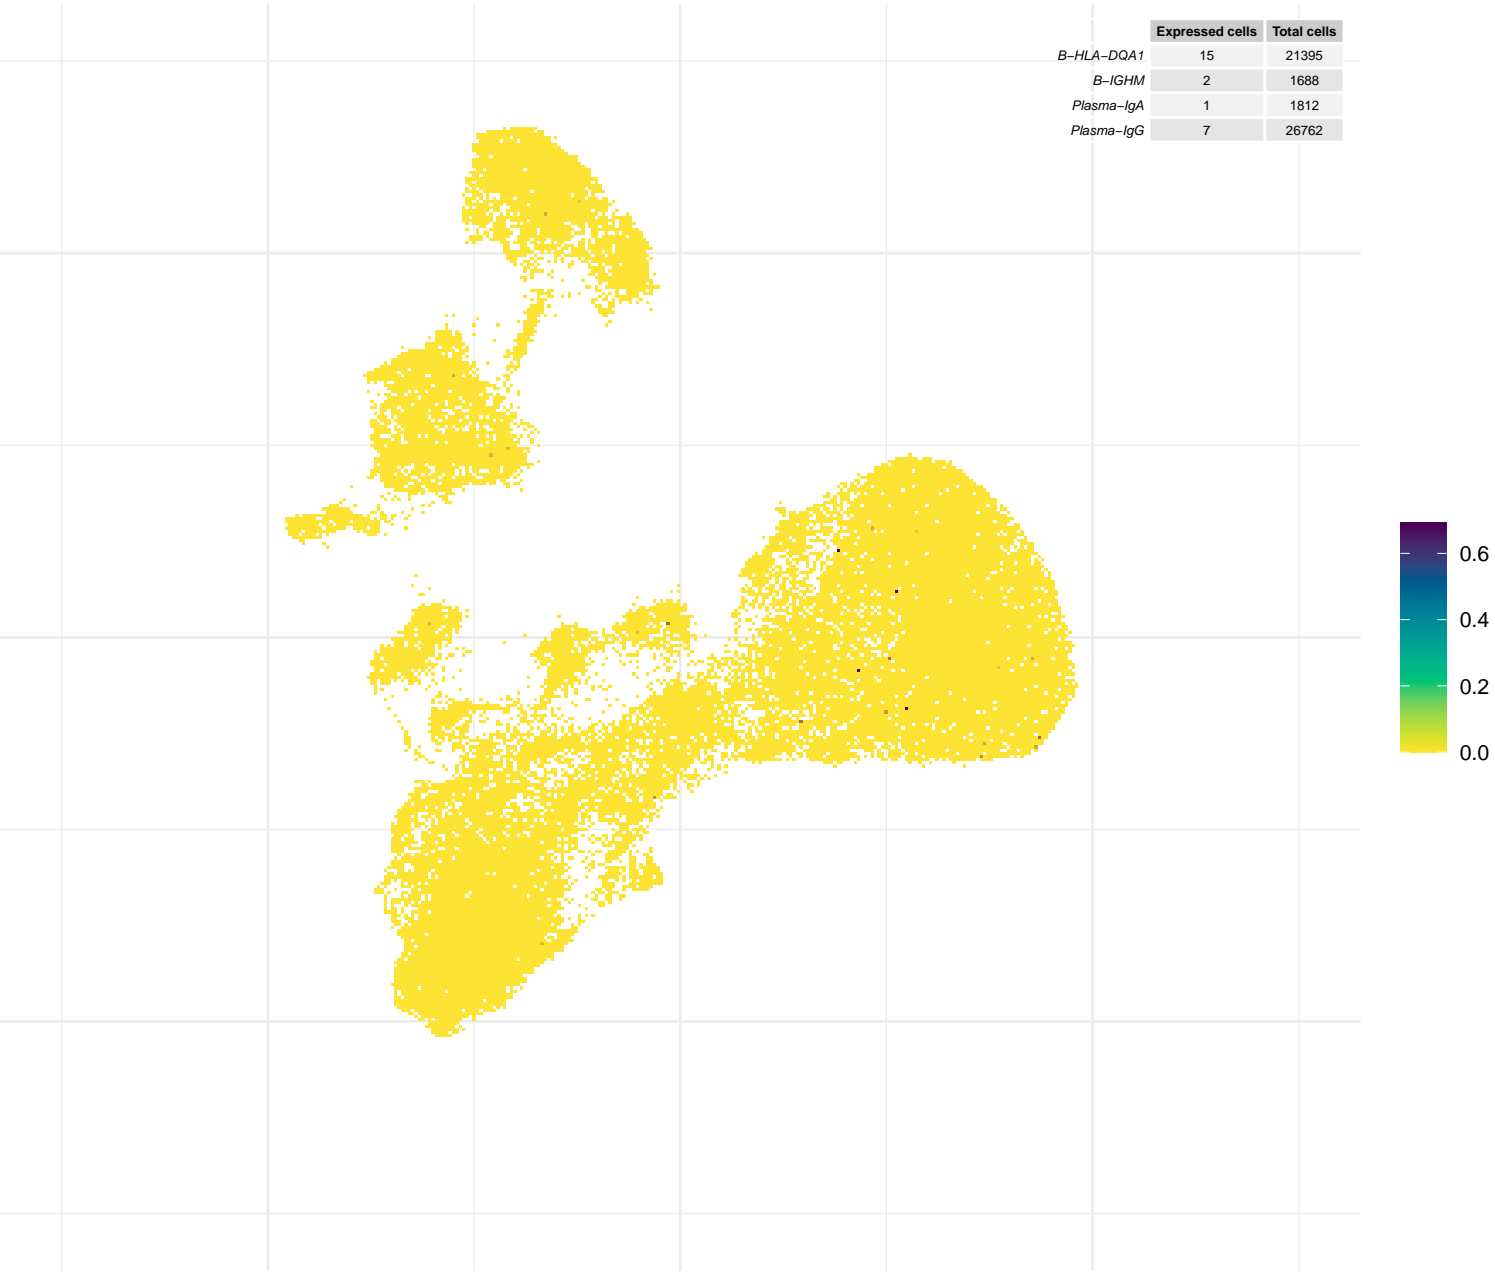 Expressed cells Total cells
B−HLA−DQA1 15 21395
B−IGHM 2 1688
Plasma−IgA 1 1812
Plasma−IgG 7 26762
0.6
0.4
0.2
0.0